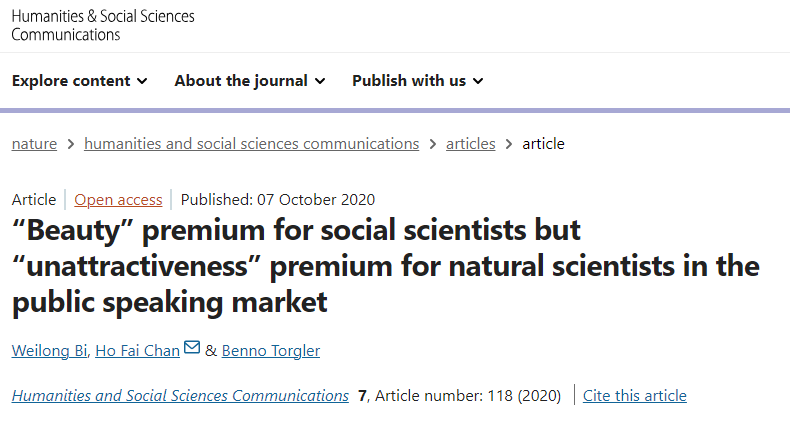 Humanities & Social Sciences
Communications
Explore content About the journal Publish with us
nature > humanities and social sciences communications > articles > article
Article | Open access | Published: 07 October 2020
“Beauty” premium for social scientists but
“unattractiveness” premium for natural scientists in the
public speaking market
Weilong Bi, Ho Fai Chan & Benno Torgler
Humanities and Social Sciences Communications 7, Article number: 118 (2020) | Cite this article